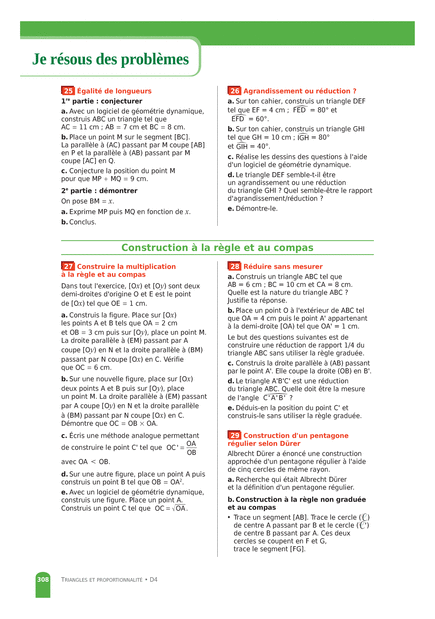 Je résous des problèmes
25 Égalité de longueurs
1re partie : conjecturer
a. Avec un logiciel de géométrie dynamique,
construis ABC un triangle tel que
AC = 11 cm ; AB = 7 cm et BC = 8 cm.
b. Place un point M sur le segment [BC].
La parallèle à (AC) passant par M coupe [AB]
en P et la parallèle à (AB) passant par M
coupe [AC] en Q.
c. Conjecture la position du point M
pour que MP + MQ = 9 cm.
2e partie : démontrer
On pose BM = x.
a. Exprime MP puis MQ en fonction de x.
b. Conclus.
26 Agrandissement ou réduction ?
a. Sur ton cahier, construis un triangle DEF
tel que EF = 4 cm ; FED = 80° et
EFD = 60°.
b. Sur ton cahier, construis un triangle GHI
tel que GH = 10 cm ; IGH = 80°
et GIH = 40°.
c. Réalise les dessins des questions à l'aide
d'un logiciel de géométrie dynamique.
d. Le triangle DEF semble-t-il être
un agrandissement ou une réduction
du triangle GHI ? Quel semble-être le rapport
d'agrandissement/réduction ?
e. Démontre-le.
Construction à la règle et au compas
27 Construire la multiplication
à la règle et au compas
Dans tout l'exercice, [Ox) et [Oy) sont deux
demi-droites d'origine O et E est le point
de [Ox) tel que OE = 1 cm.
a. Construis la figure. Place sur [Ox)
les points A et B tels que OA = 2 cm
et OB = 3 cm puis sur [Oy), un point M.
La droite parallèle à (EM) passant par A
coupe [Oy) en N et la droite parallèle à (BM)
passant par N coupe [Ox) en C. Vérifie
que OC = 6 cm.
b. Sur une nouvelle figure, place sur [Ox)
deux points A et B puis sur [Oy), place
un point M. La droite parallèle à (EM) passant
par A coupe [Oy) en N et la droite parallèle
à (BM) passant par N coupe [Ox) en C.
Démontre que OC = OB × OA.
c. Écris une méthode analogue permettant
de construire le point C' tel que OC' = OA/OB
avec OA < OB.
d. Sur une autre figure, place un point A puis
construis un point B tel que OB = OA².
e. Avec un logiciel de géométrie dynamique,
construis une figure. Place un point A.
Construis un point C tel que OC = √OA.
28 Réduire sans mesurer
a. Construis un triangle ABC tel que
AB = 6 cm ; BC = 10 cm et CA = 8 cm.
Quelle est la nature du triangle ABC ?
Justifie ta réponse.
b. Place un point O à l'extérieur de ABC tel
que OA = 4 cm puis le point A' appartenant
à la demi-droite [OA) tel que OA' = 1 cm.
Le but des questions suivantes est de
construire une réduction de rapport 1/4 du
triangle ABC sans utiliser la règle graduée.
c. Construis la droite parallèle à (AB) passant
par le point A'. Elle coupe la droite (OB) en B'.
d. Le triangle A'B'C' est une réduction
du triangle ABC. Quelle doit être la mesure
de l'angle C'A'B' ?
e. Déduis-en la position du point C' et
construis-le sans utiliser la règle graduée.
29 Construction d'un pentagone
régulier selon Dürer
Albrecht Dürer a énoncé une construction
approchée d'un pentagone régulier à l'aide
de cinq cercles de même rayon.
a. Recherche qui était Albrecht Dürer
et la définition d'un pentagone régulier.
b. Construction à la règle non graduée
et au compas
• Trace un segment [AB]. Trace le cercle (C)
de centre A passant par B et le cercle (C')
de centre B passant par A. Ces deux
cercles se coupent en F et G,
trace le segment [FG].
308 TRIANGLES ET PROPORTIONNALITÉ • D4